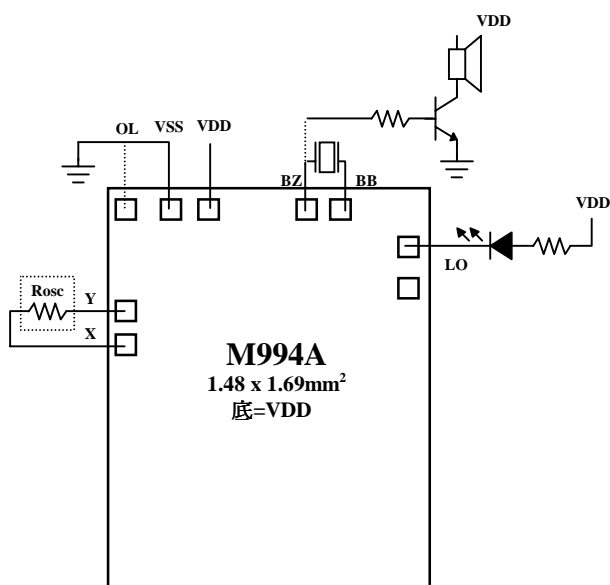 VDD
OL
VSS
VDD
BZ
BB
VDD
LO
Rosc
Y
X
M994A
1.48 x 1.69mm²
底=VDD